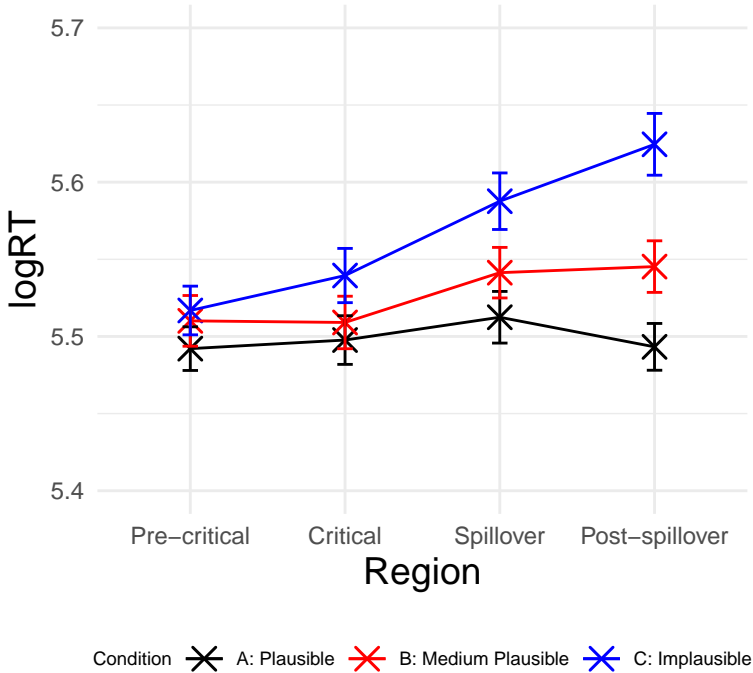 5.7
5.6
logRT
5.5
5.4
Pre−critical Critical Spillover Post−spillover
Region
Condition A: Plausible B: Medium Plausible C: Implausible